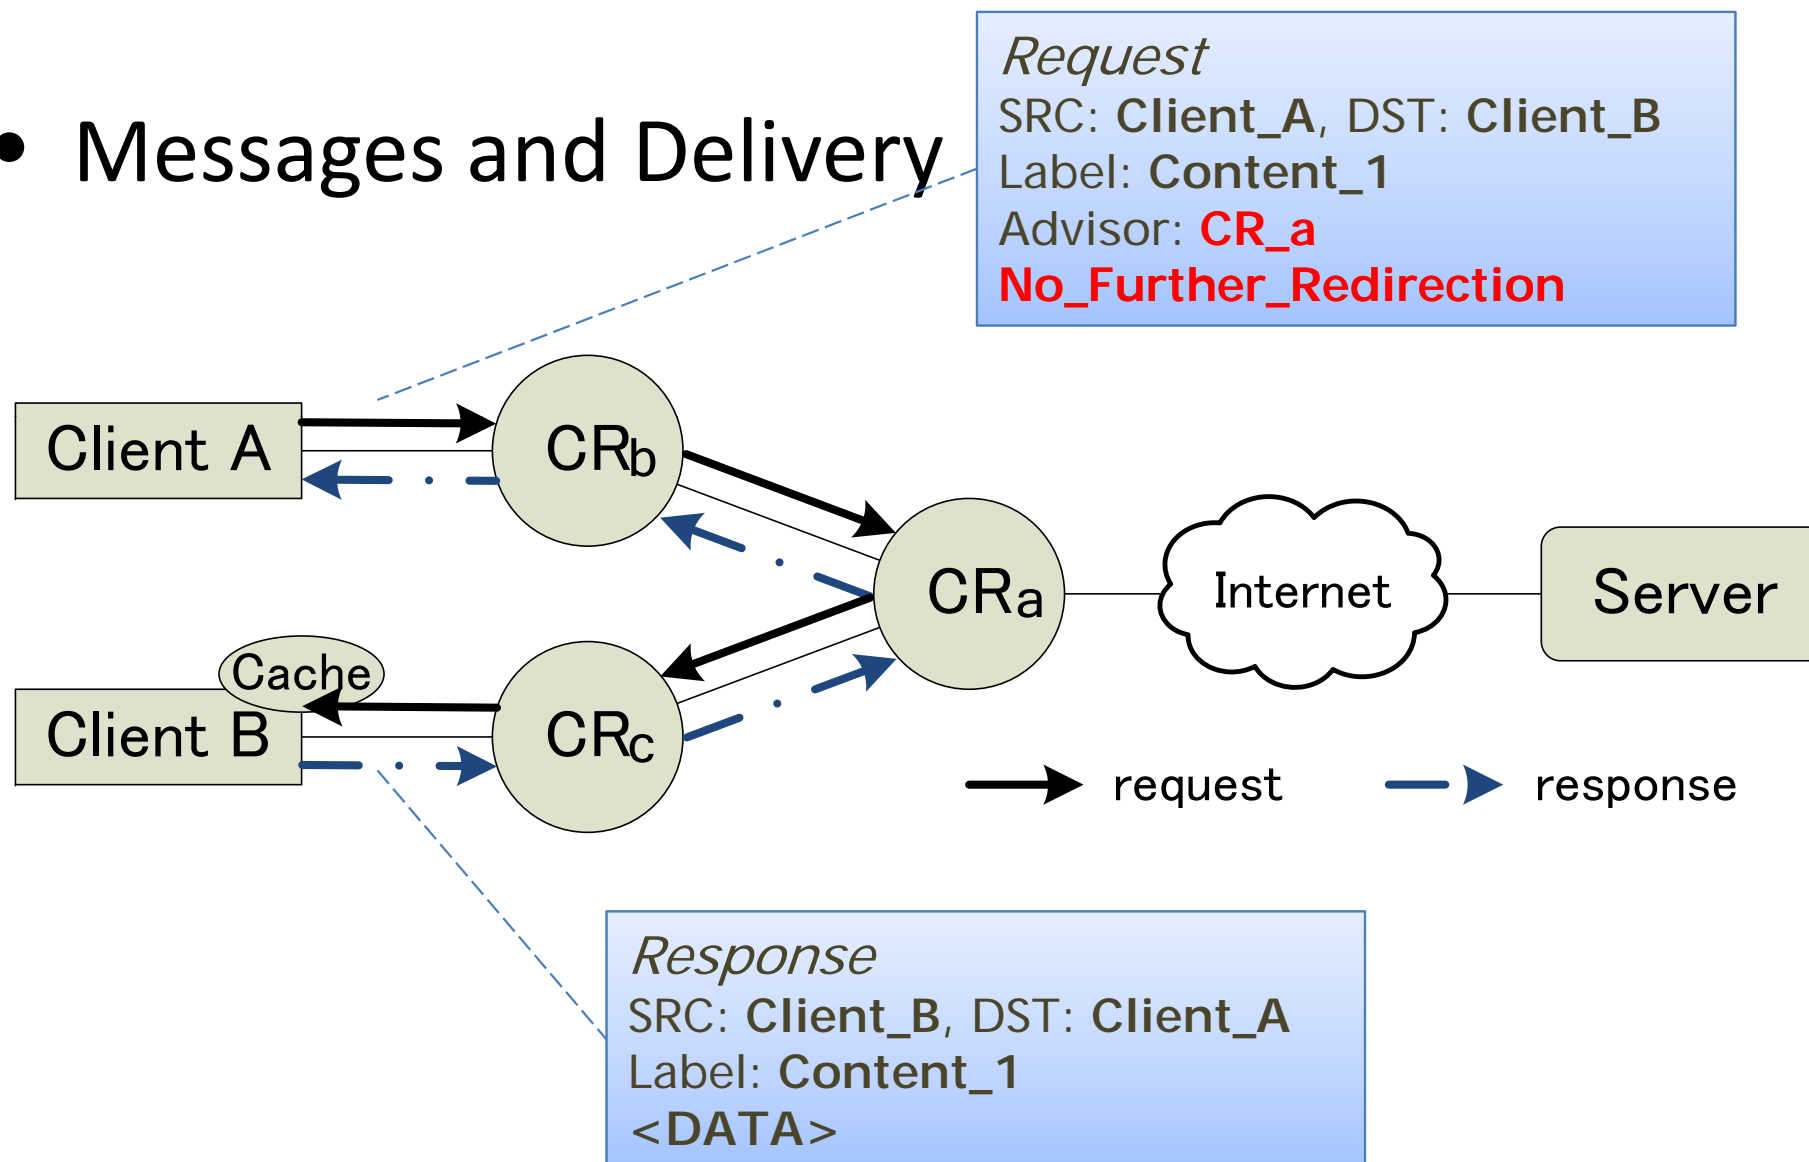 Request
SRC: Client_A, DST: Client_B
Label: Content_1
Advisor: CR_a
No_Further_Redirection
• Messages and Delivery
Client A
CRb
CRa
Internet
Server
Cache
Client B
CRc
request
response
Response
SRC: Client_B, DST: Client_A
Label: Content_1
<DATA>